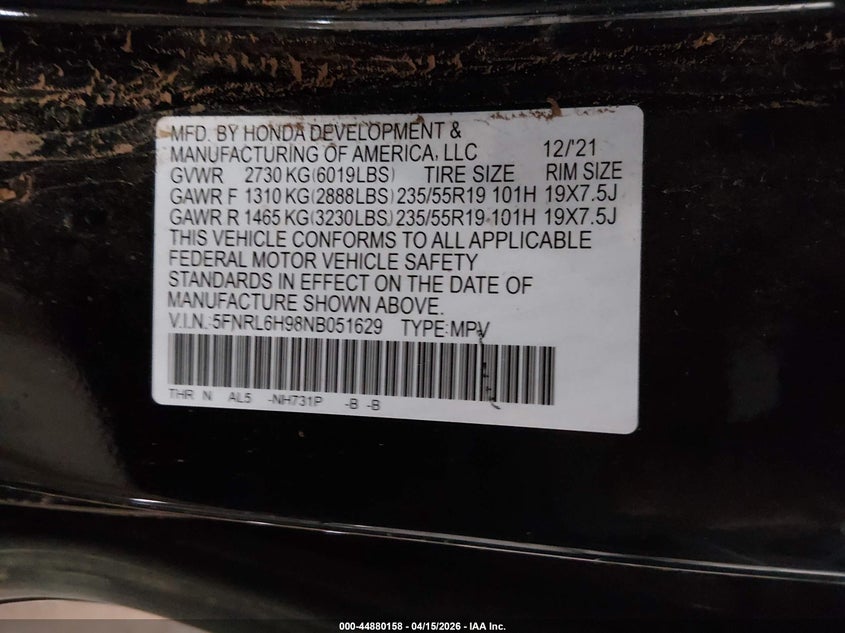 MFD. BY HONDA DEVELOPMENT &
MANUFACTURING OF AMERICA, LLC 12/'21
GVWR 2730 KG(6019LBS) TIRE SIZE RIM SIZE
GAWR F 1310 KG(2888LBS) 235/55R19 101H 19X7.5J
GAWR R 1465 KG(3230LBS) 235/55R19 101H 19X7.5J
THIS VEHICLE CONFORMS TO ALL APPLICABLE
FEDERAL MOTOR VEHICLE SAFETY
STANDARDS IN EFFECT ON THE DATE OF
MANUFACTURE SHOWN ABOVE.
V.I.N.:5FNRL6H98NB051629 TYPE:MPV
THR N AL5 -NH731P -B -B
000-44880158 - 04/15/2026 - IAA Inc.